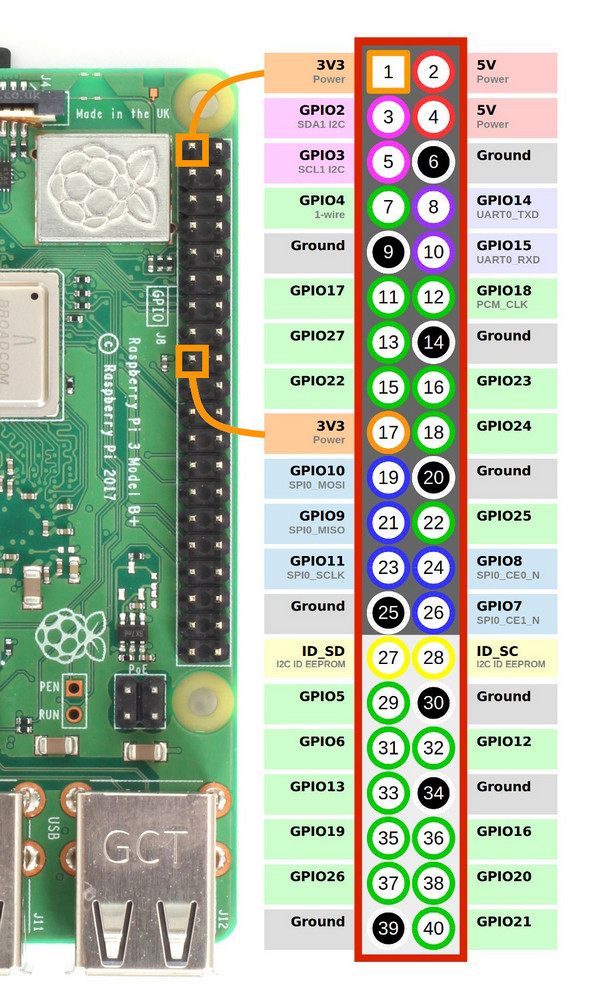 3V3
Power
1
2
5V
Power
GPIO2
SDA1 I2C
3
4
5V
Power
GPIO3
SCL1 I2C
5
6
Ground
GPIO4
1-wire
7
8
GPIO14
UART0_TXD
Ground
9
10
GPIO15
UART0_RXD
GPIO17
11
12
GPIO18
PCM_CLK
GPIO27
13
14
Ground
GPIO22
15
16
GPIO23
3V3
Power
17
18
GPIO24
GPIO10
SPI0_MOSI
19
20
Ground
GPIO9
SPI0_MISO
21
22
GPIO25
GPIO11
SPI0_SCLK
23
24
GPIO8
SPI0_CE0_N
Ground
25
26
GPIO7
SPI0_CE1_N
ID_SD
I2C ID EEPROM
27
28
ID_SC
I2C ID EEPROM
GPIO5
29
30
Ground
GPIO6
31
32
GPIO12
GPIO13
33
34
Ground
GPIO19
35
36
GPIO16
GPIO26
37
38
GPIO20
Ground
39
40
GPIO21
J4
co.uk
Made in the UK
GPIO
J8
BROADCOM
Raspberry Pi 3 Model B+
© Raspberry Pi 2017
PoE
PEN
RUN
USB
GCT
J11
J12